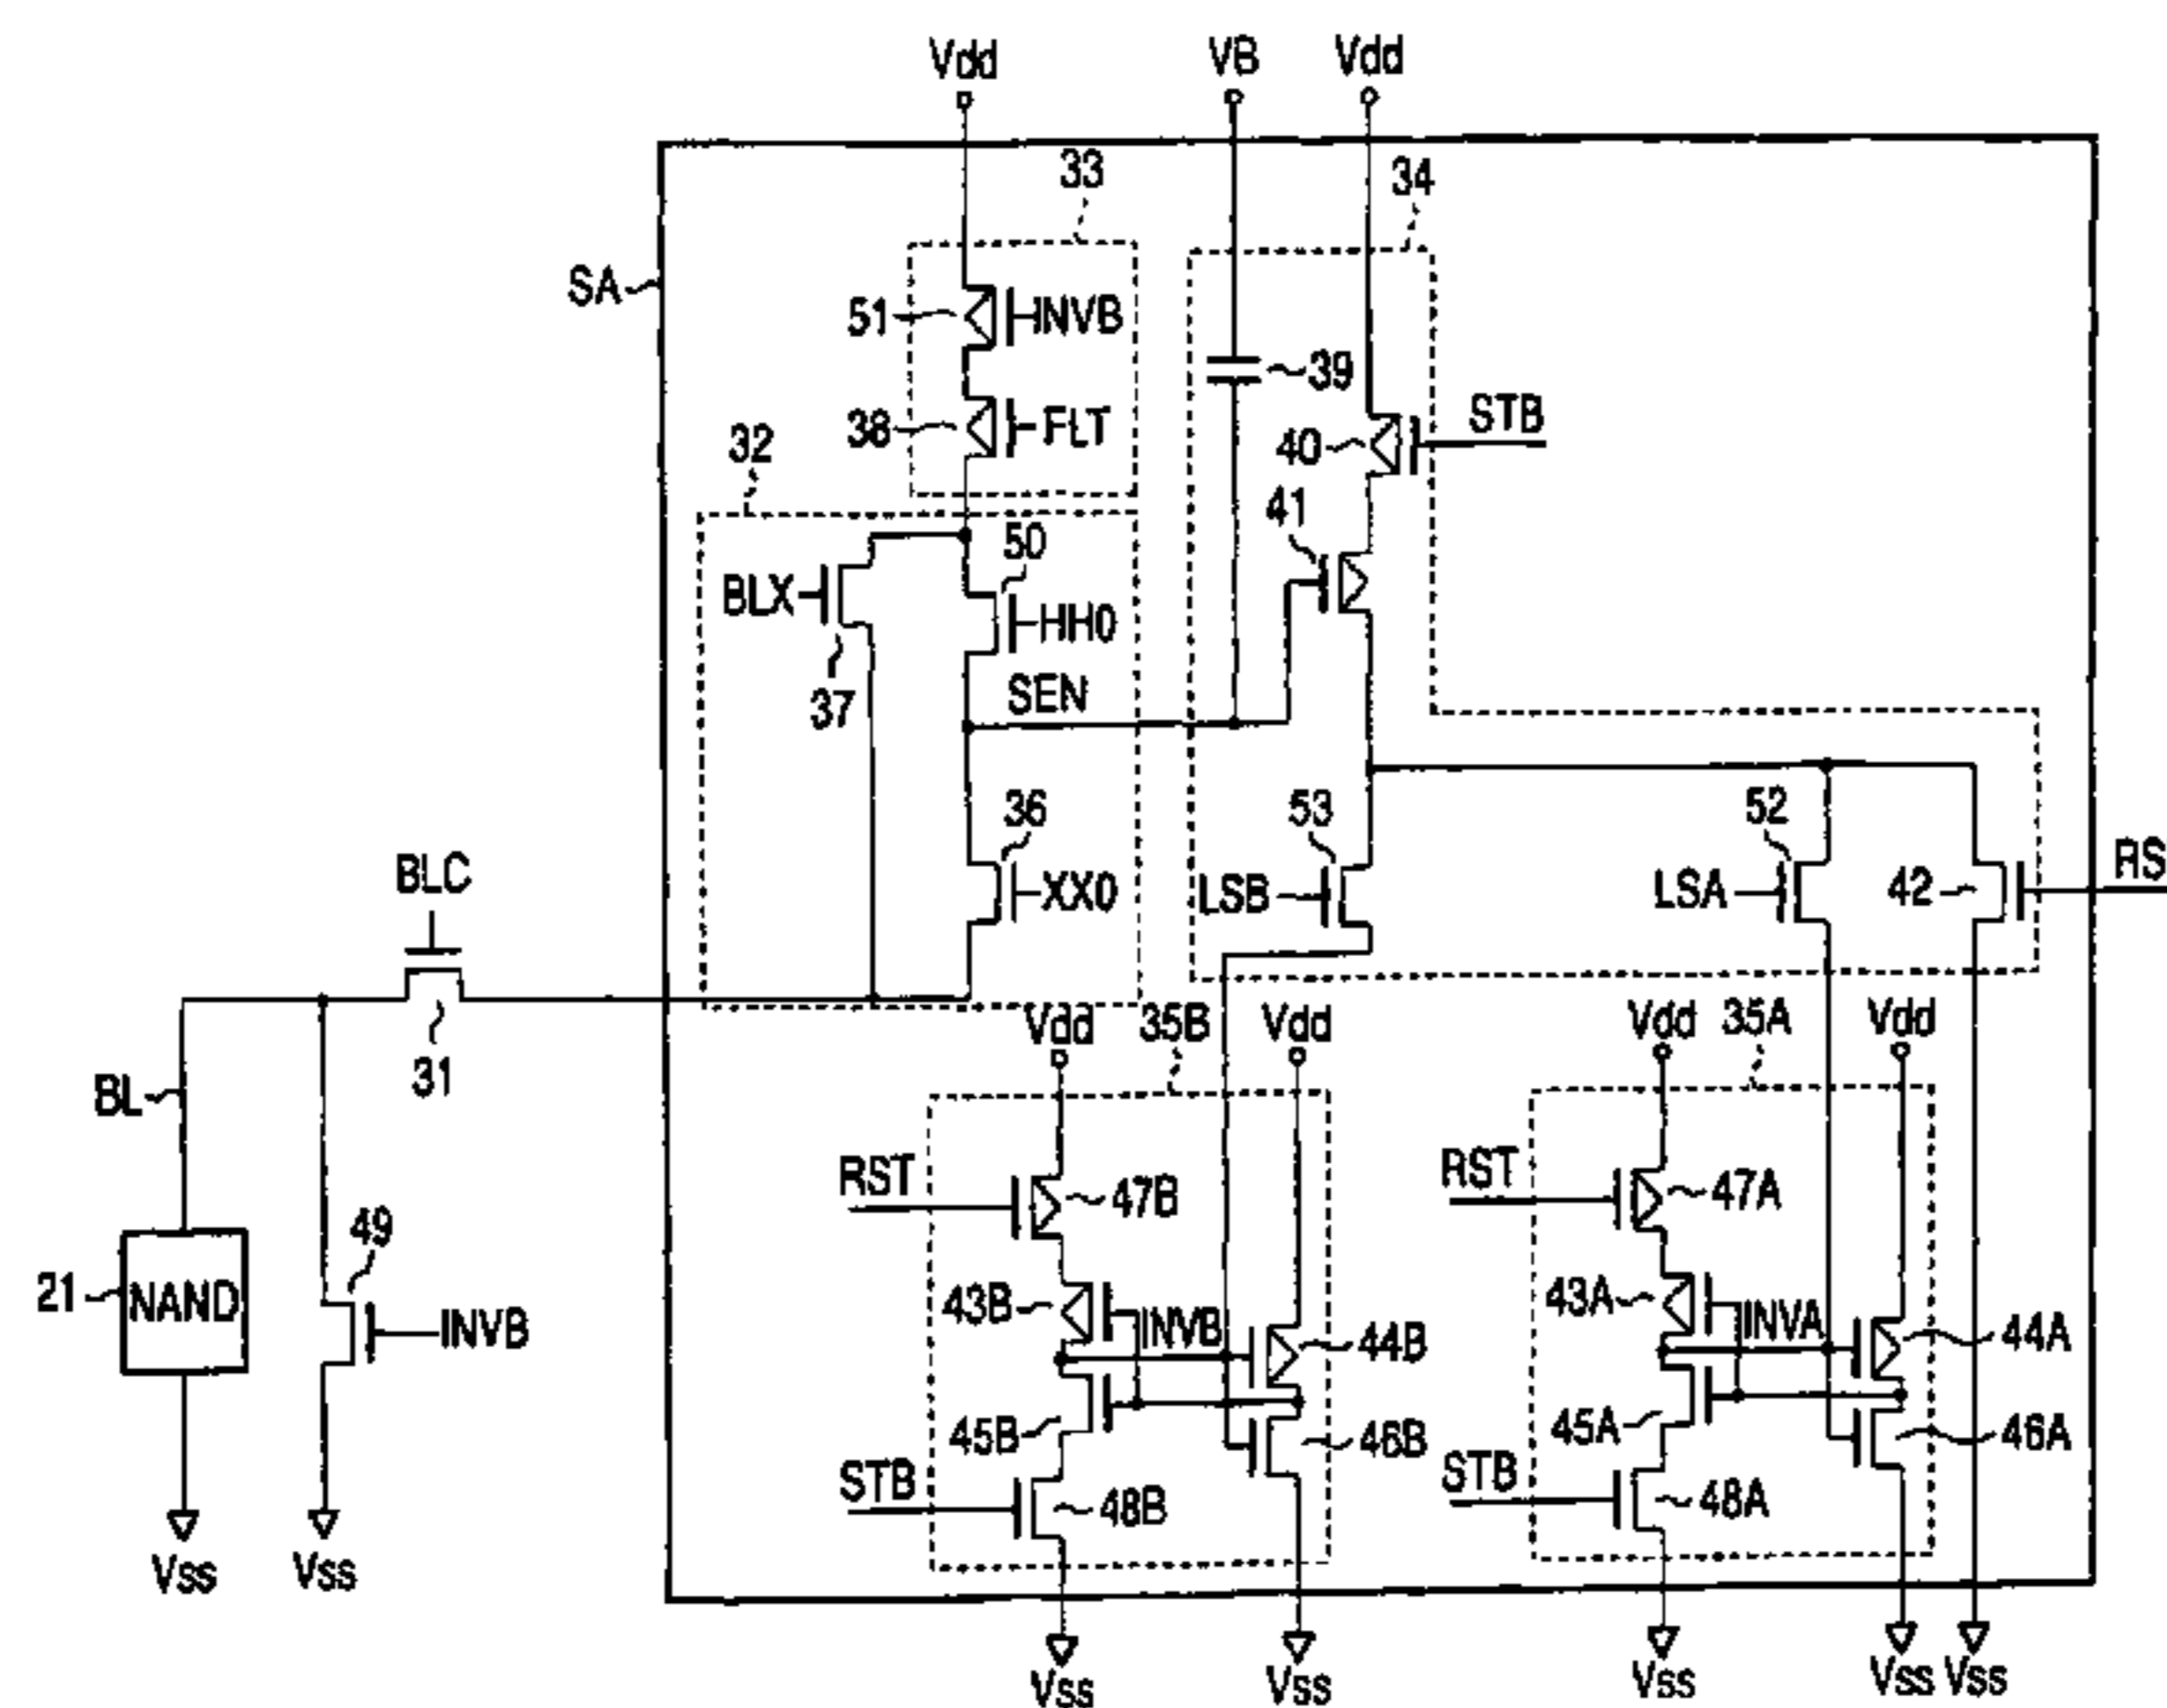 Vdd VB Vdd
33 34
SA
51 INVB
39
38 FLT
STB
40
32
41
50
BLX HH0
37
SEN
36 53 52
BLC XX0 LSB LSA 42 RS
31
BL
Vdd 35B Vdd Vdd 35A Vdd
RST 47B RST 47A
49
21 NAND 43B INVB 44B 43A INVA 44A
INVB
45B 46B 45A 46A
STB 48B STB 48A
Vss Vss
Vss Vss Vss Vss Vss